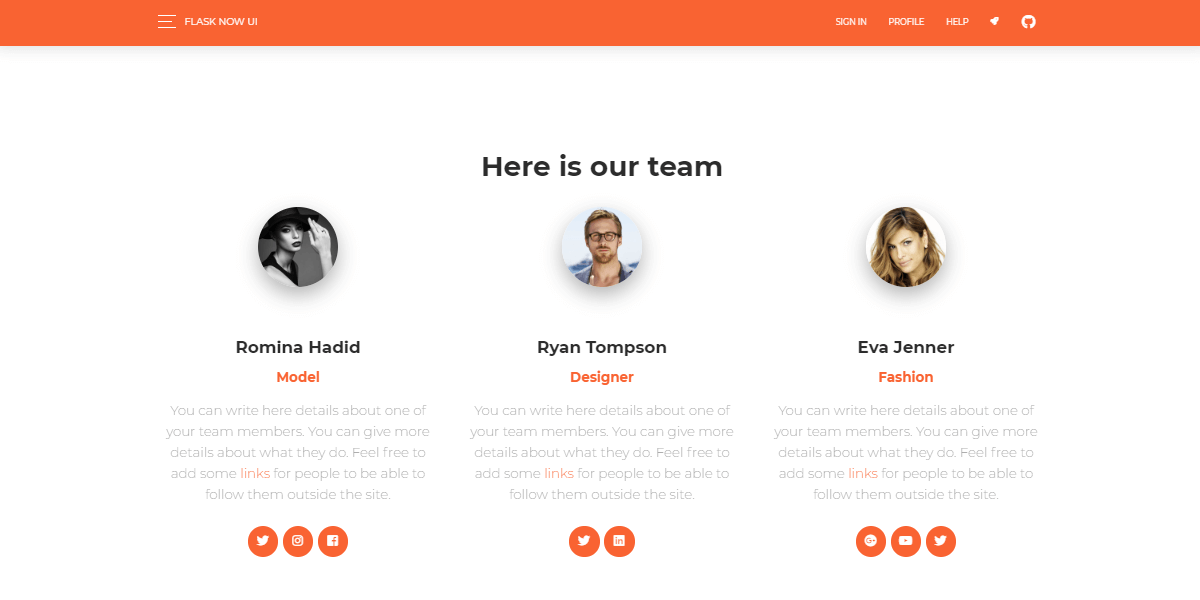 FLASK NOW UI
SIGN IN PROFILE HELP
Here is our team
Romina Hadid
Model
You can write here details about one of
your team members. You can give more
details about what they do. Feel free to
add some links for people to be able to
follow them outside the site.
Ryan Tompson
Designer
You can write here details about one of
your team members. You can give more
details about what they do. Feel free to
add some links for people to be able to
follow them outside the site.
Eva Jenner
Fashion
You can write here details about one of
your team members. You can give more
details about what they do. Feel free to
add some links for people to be able to
follow them outside the site.